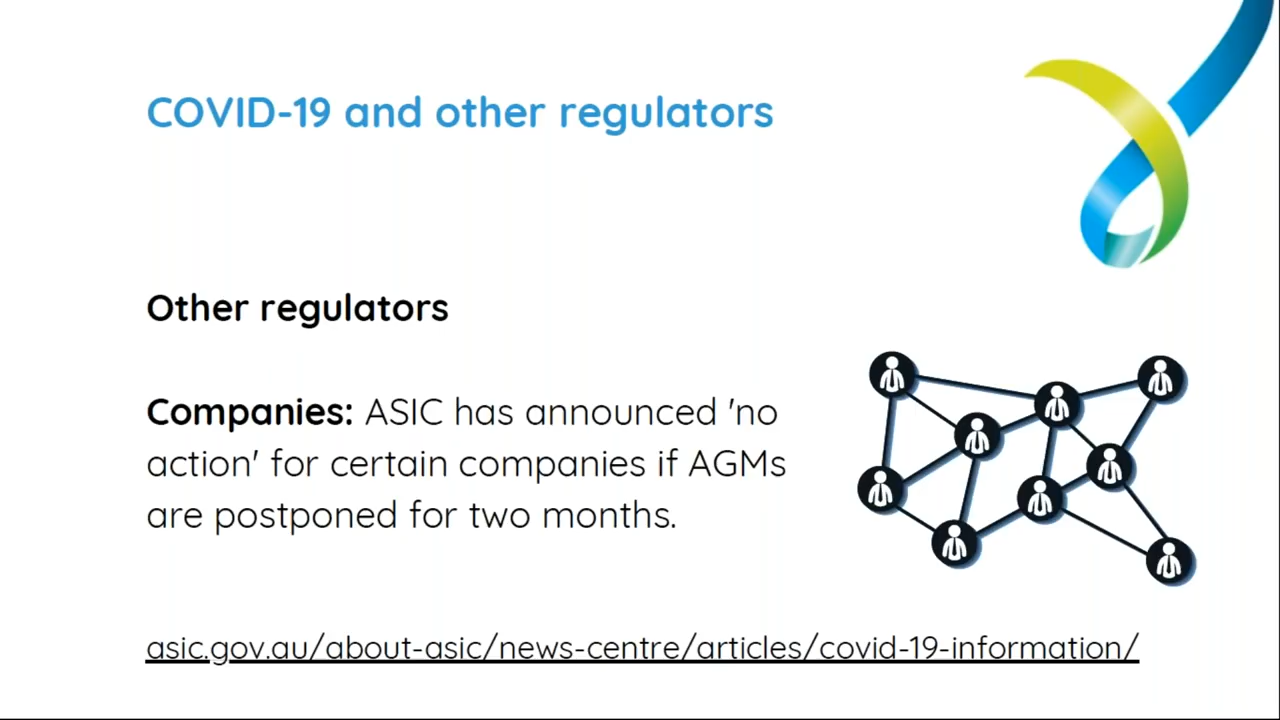 COVID-19 and other regulators
Other regulators
Companies: ASIC has announced 'no
action' for certain companies if AGMs
are postponed for two months.
asic.gov.au/about-asic/news-centre/articles/covid-19-information/